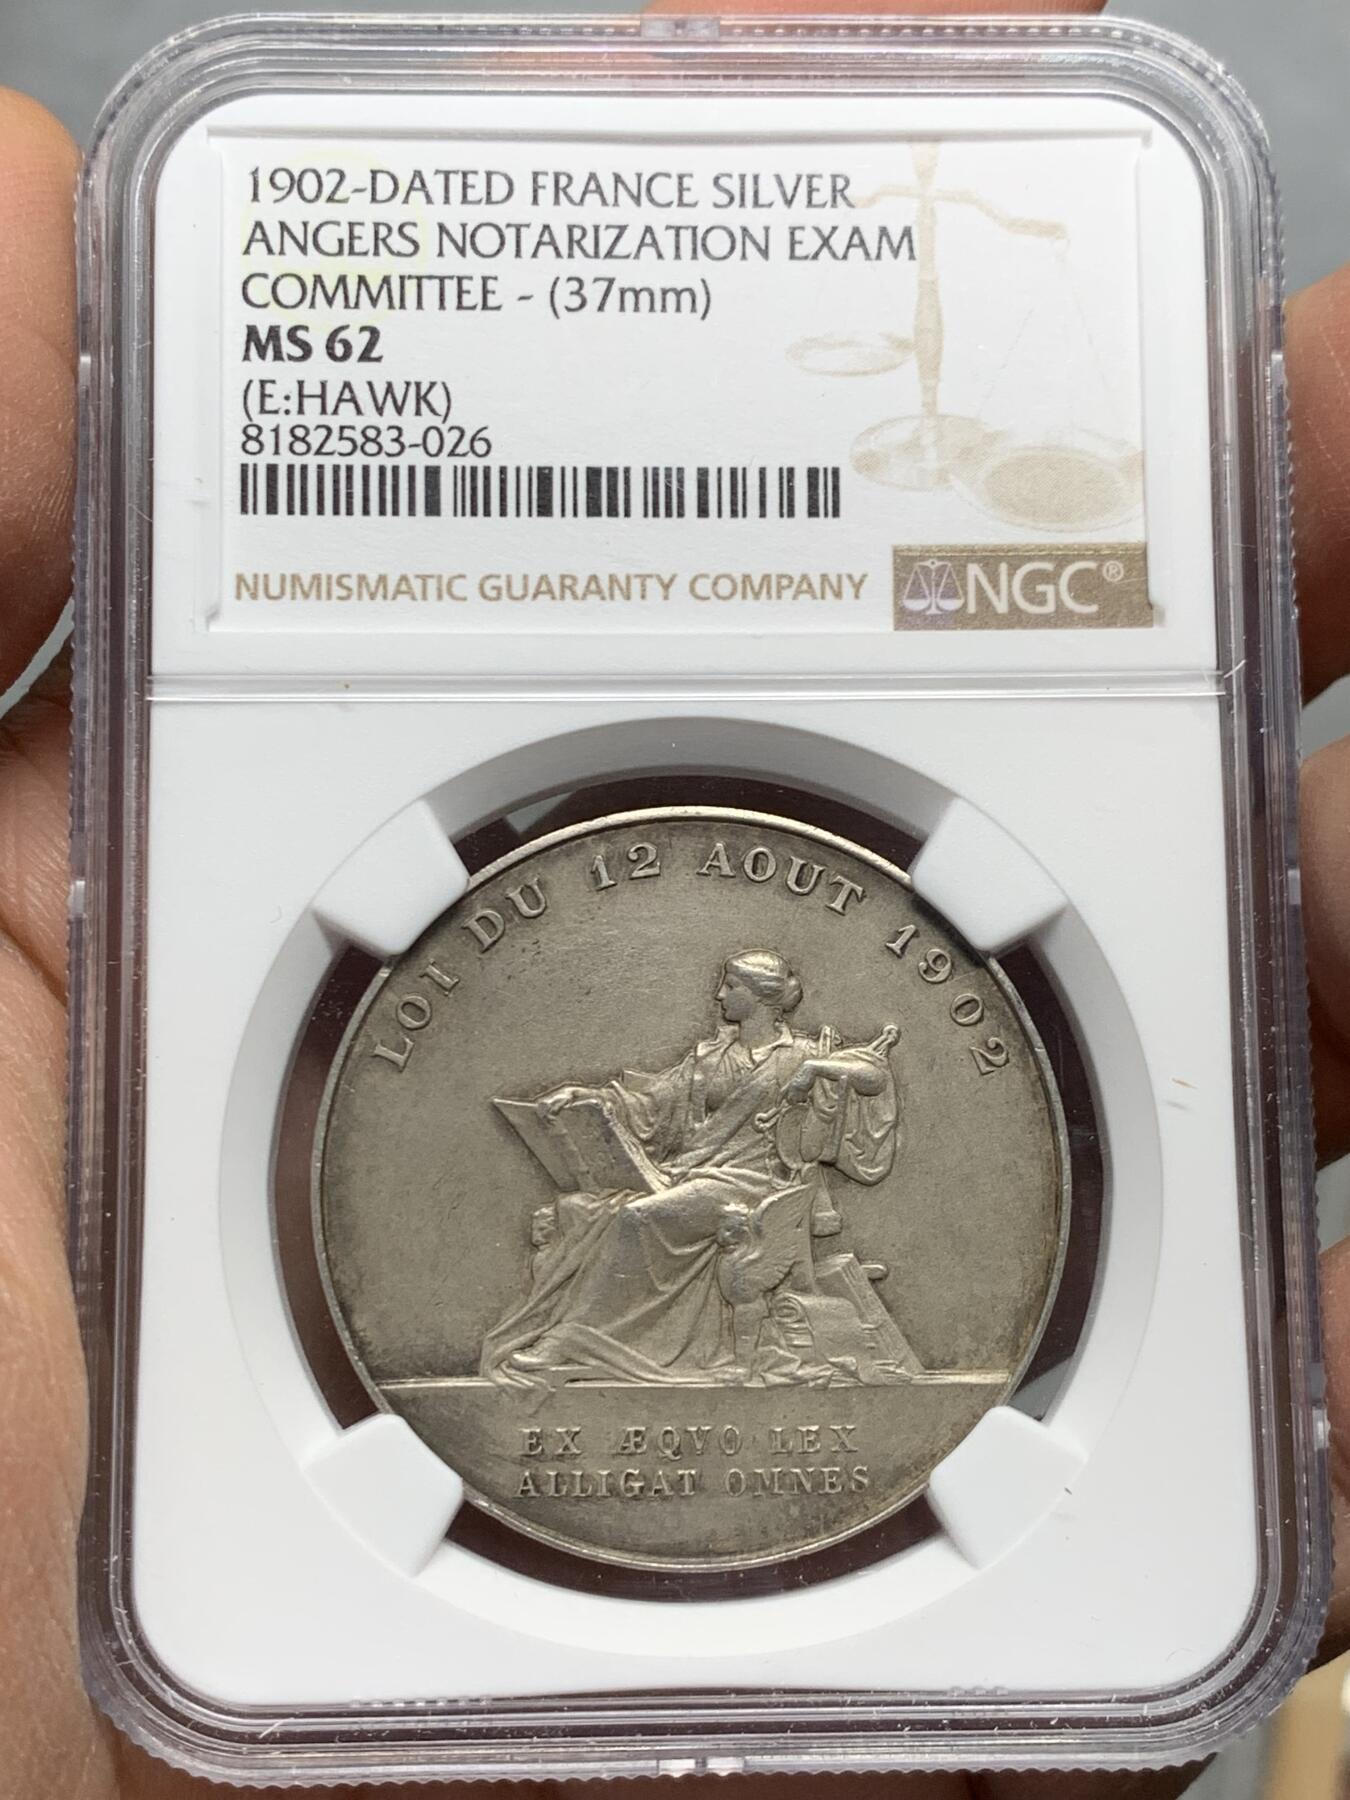 1902-DATED FRANCE SILVER
ANGERS NOTARIZATION EXAM
COMMITTEE - (37mm)
MS 62
(E:HAWK)
8182583-026
NUMISMATIC GUARANTY COMPANY
NGC®
LOI DU 12 AOUT 1902
EX ÆQVO LEX
ALLIGAT OMNES